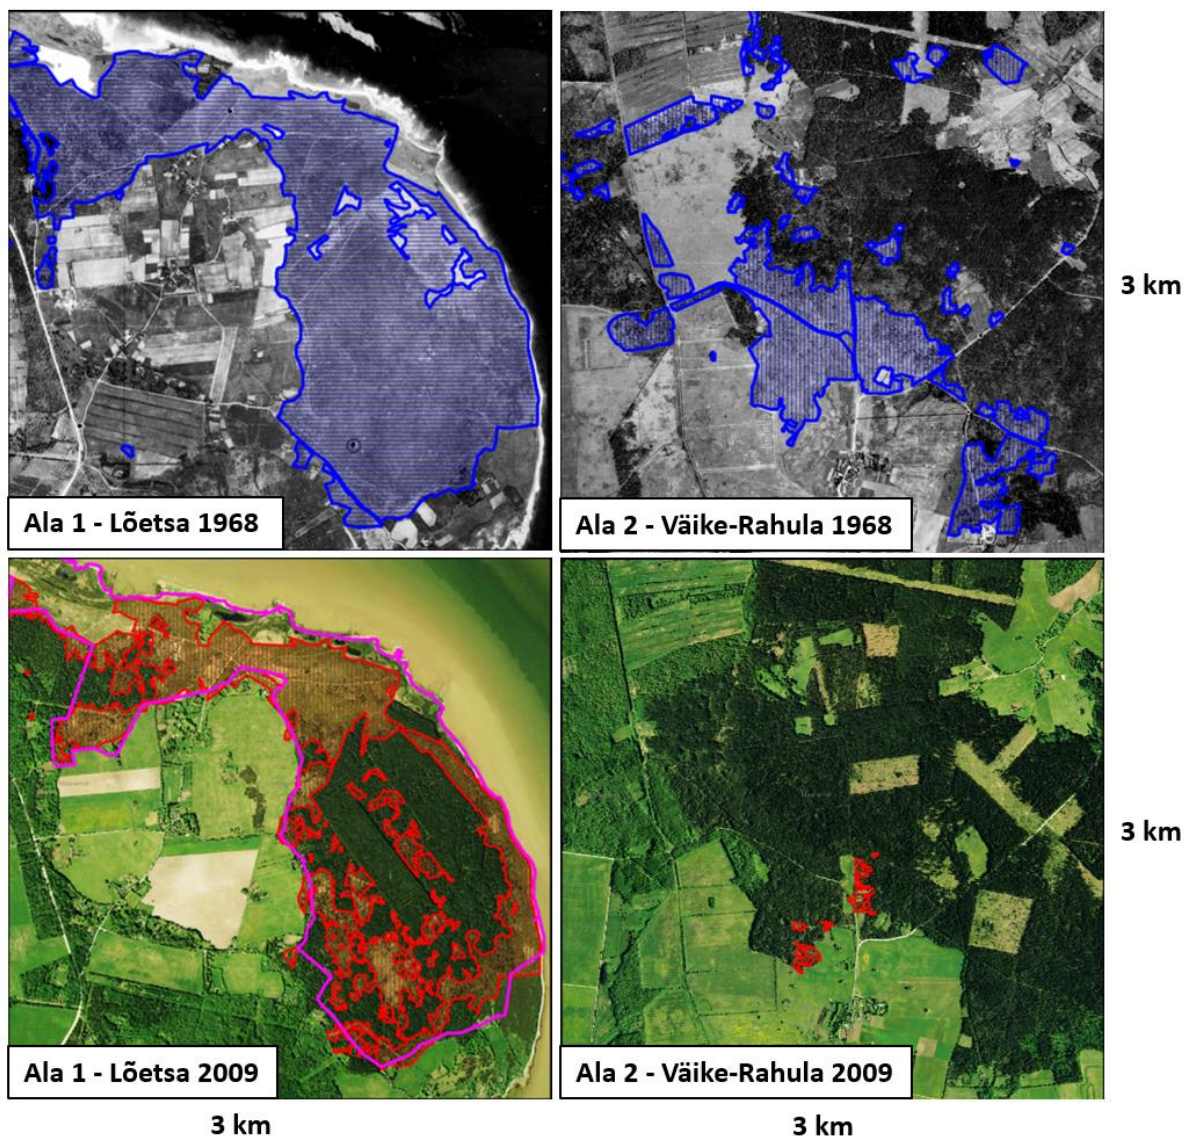 Ala 1 - Lõetsa 1968
Ala 2 - Väike-Rahula 1968
3 km
Ala 1 - Lõetsa 2009
Ala 2 - Väike-Rahula 2009
3 km
3 km
3 km